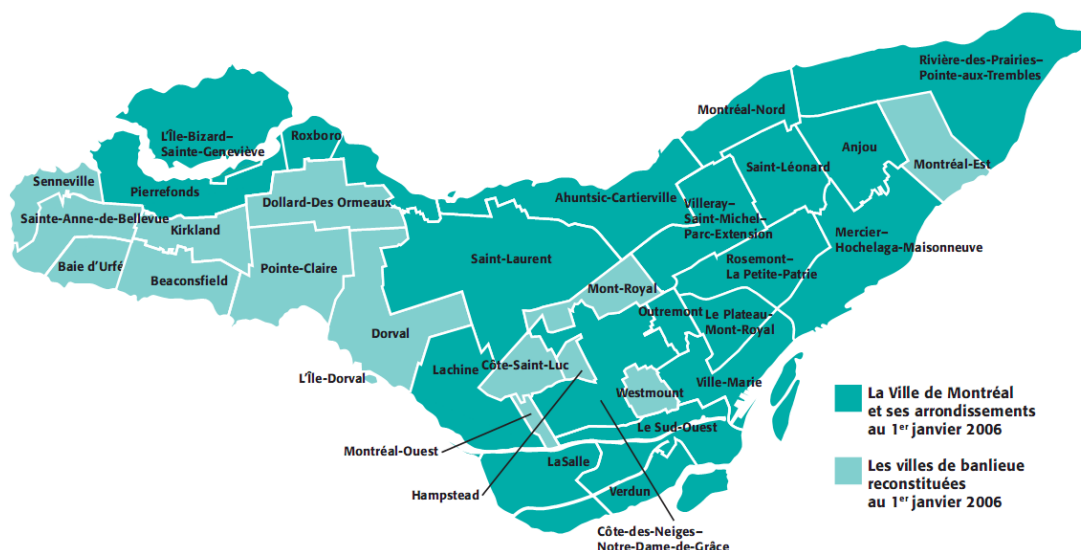 Rivière-des-Prairies–
Pointe-aux-Trembles
Montréal-Nord
L'Île-Bizard–
Sainte-Geneviève
Roxboro
Anjou
Saint-Léonard
Montréal-Est
Senneville
Pierrefonds
Dollard-Des Ormeaux
Ahuntsic-Cartierville
Villeray–
Saint-Michel–
Parc-Extension
Sainte-Anne-de-Bellevue
Kirkland
Mercier–
Hochelaga-Maisonneuve
Baie d'Urfé
Beaconsfield
Pointe-Claire
Saint-Laurent
Rosemont–
La Petite-Patrie
Mont-Royal
Outremont
Le Plateau-
Mont-Royal
Dorval
Lachine
Côte-Saint-Luc
L'Île-Dorval
Westmount
Ville-Marie
La Ville de Montréal
et ses arrondissements
au 1er janvier 2006
Le Sud-Ouest
Montréal-Ouest
LaSalle
Les villes de banlieue
reconstituées
au 1er janvier 2006
Hampstead
Verdun
Côte-des-Neiges–
Notre-Dame-de-Grâce